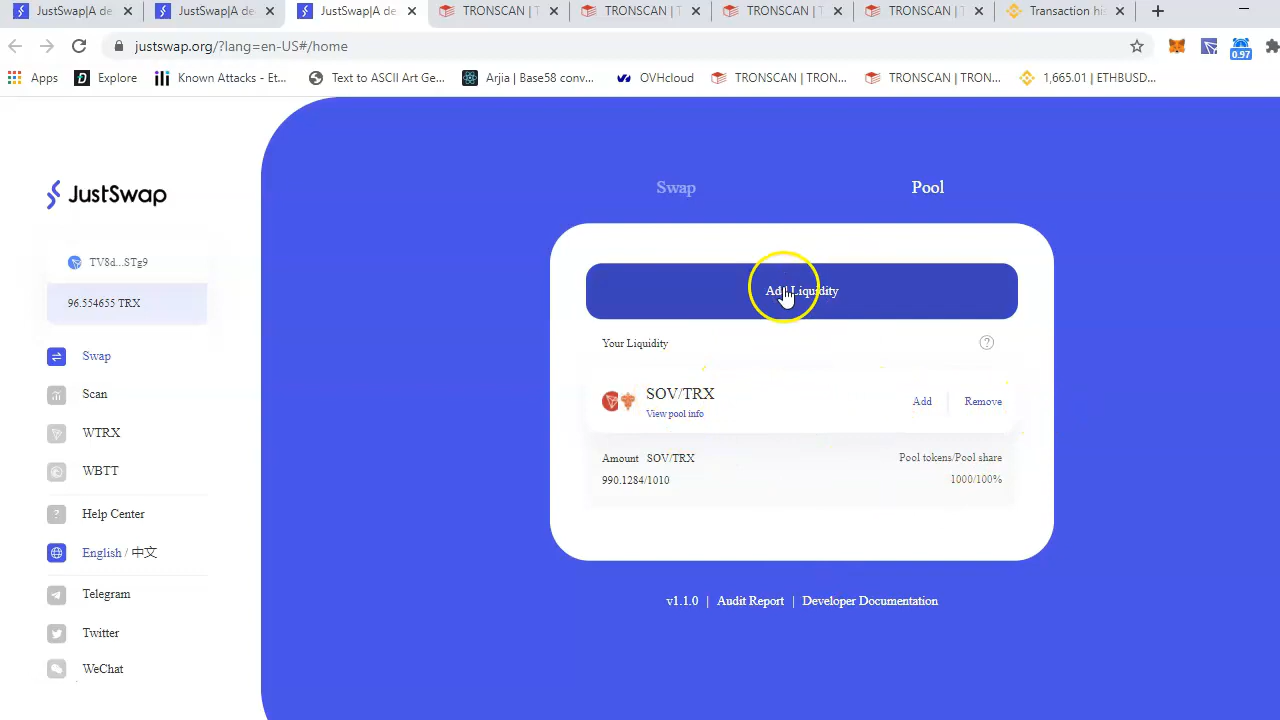 JustSwap|A de
JustSwap|A de
JustSwap|A de
TRONSCAN | T
TRONSCAN | T
TRONSCAN | T
TRONSCAN | T
Transaction his
justswap.org/?lang=en-US#/home
0.97
Apps
Explore
Known Attacks - Et...
Text to ASCII Art Ge...
Arjia | Base58 conv...
OVHcloud
TRONSCAN | TRON...
TRONSCAN | TRON...
1,665.01 | ETHBUSD...
JustSwap
TV8d...STg9
96.554655 TRX
Swap
Scan
WTRX
WBTT
Help Center
English / 中文
Telegram
Twitter
WeChat
Swap
Pool
Add Liquidity
Your Liquidity
?
SOV/TRX
View pool info
Add
Remove
Amount SOV/TRX
Pool tokens/Pool share
990.1284/1010
1000/100%
v1.1.0 | Audit Report | Developer Documentation